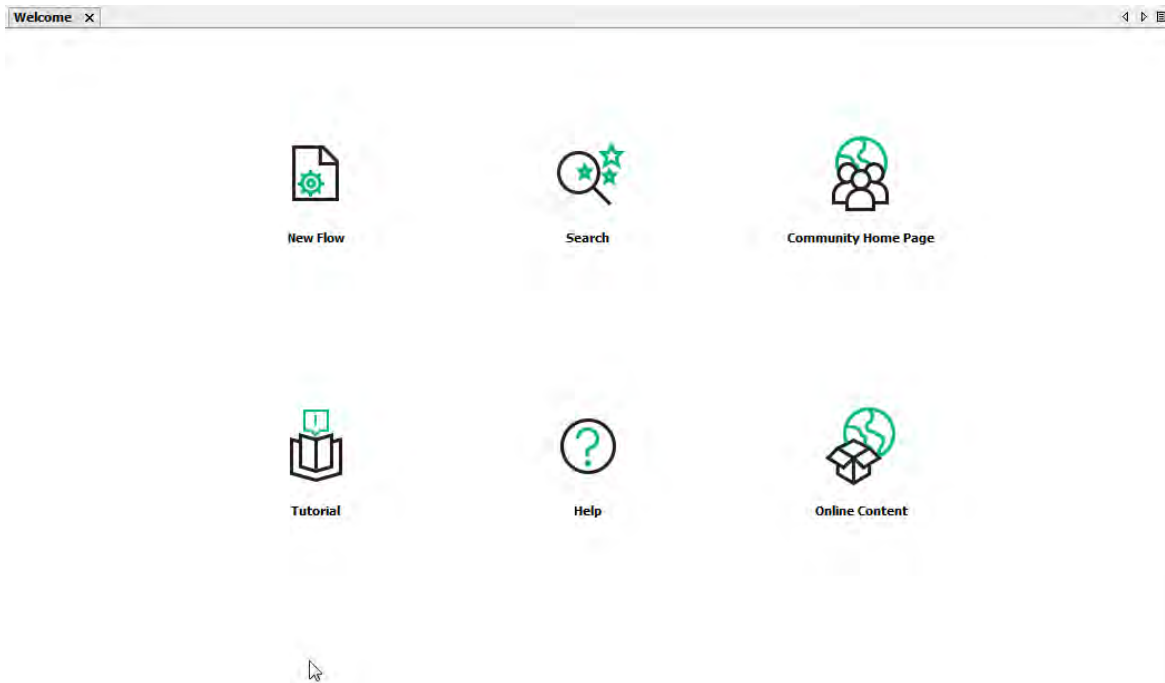 Welcome
New Flow
Search
Community Home Page
Tutorial
Help
Online Content